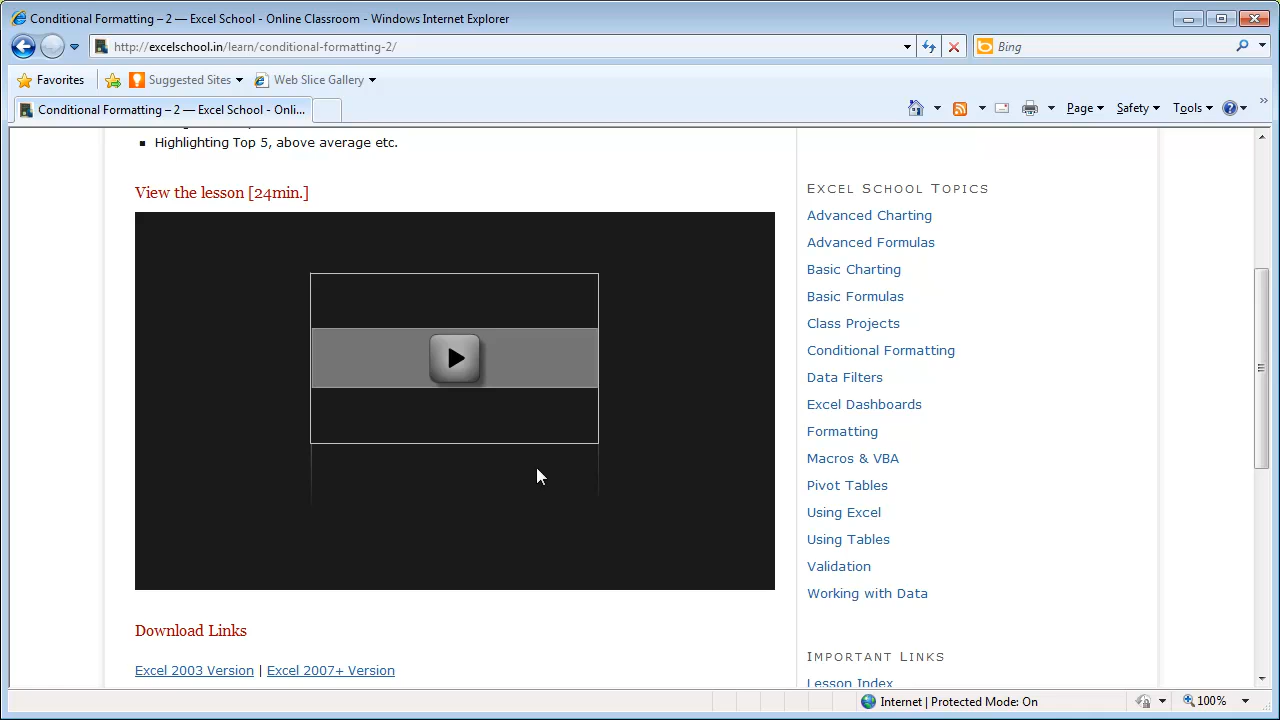 Conditional Formatting – 2 — Excel School - Online Classroom - Windows Internet Explorer
http://excelschool.in/learn/conditional-formatting-2/
Bing
Favorites
Suggested Sites
Web Slice Gallery
Conditional Formatting – 2 — Excel School - Onli...
Page
Safety
Tools
Highlighting Top 5, above average etc.
View the lesson [24min.]
Download Links
Excel 2003 Version | Excel 2007+ Version
EXCEL SCHOOL TOPICS
Advanced Charting
Advanced Formulas
Basic Charting
Basic Formulas
Class Projects
Conditional Formatting
Data Filters
Excel Dashboards
Formatting
Macros & VBA
Pivot Tables
Using Excel
Using Tables
Validation
Working with Data
IMPORTANT LINKS
Lesson Index
Internet | Protected Mode: On
100%